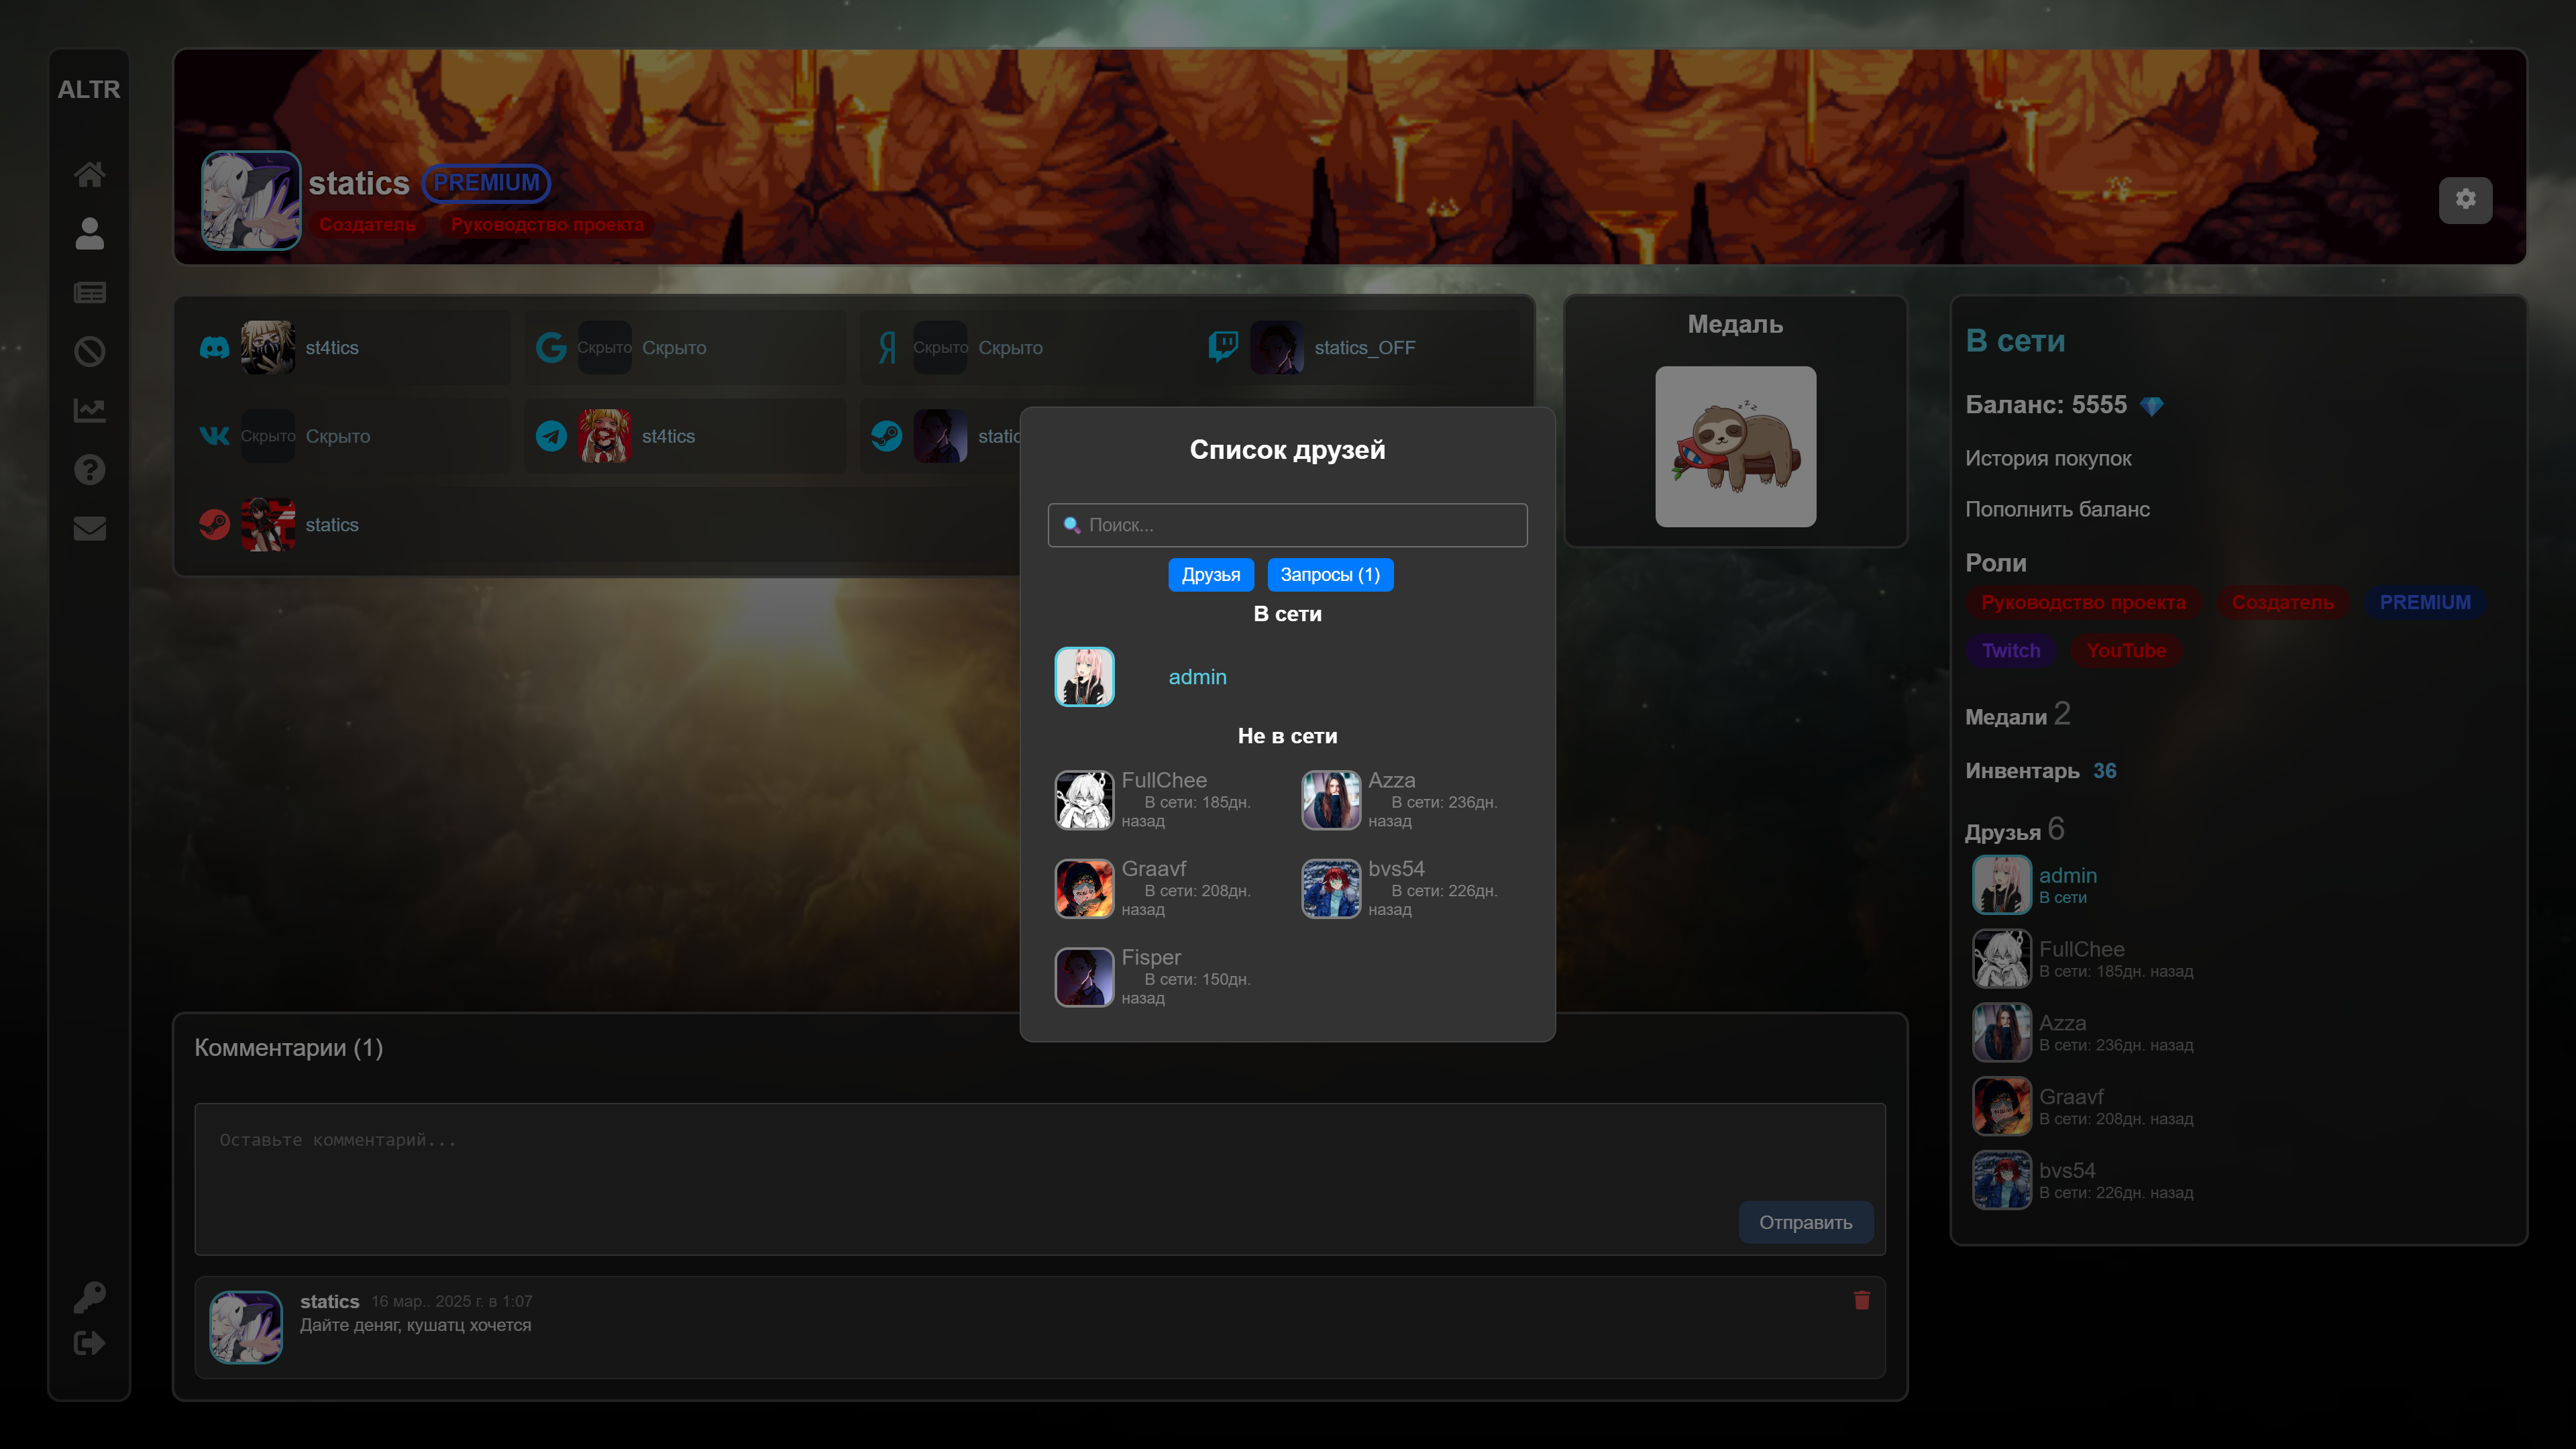 ALTR
statics PREMIUM
Создатель Руководство проекта
st4tics
Скрыто Скрыто
Скрыто Скрыто
statics_OFF
Скрыто Скрыто
st4tics
static
statics
Медаль
zzz
Список друзей
Поиск...
Друзья Запросы (1)
В сети
admin
Не в сети
FullChee
В сети: 185дн.
назад
Azza
В сети: 236дн.
назад
Graavf
В сети: 208дн.
назад
bvs54
В сети: 226дн.
назад
Fisper
В сети: 150дн.
назад
В сети
Баланс: 5555
История покупок
Пополнить баланс
Роли
Руководство проекта Создатель PREMIUM
Twitch YouTube
Медали 2
Инвентарь 36
Друзья 6
admin
В сети
FullChee
В сети: 185дн. назад
Azza
В сети: 236дн. назад
Graavf
В сети: 208дн. назад
bvs54
В сети: 226дн. назад
Комментарии (1)
Оставьте комментарий...
Отправить
statics 16 мар.. 2025 г. в 1:07
Дайте деняг, кушатц хочется